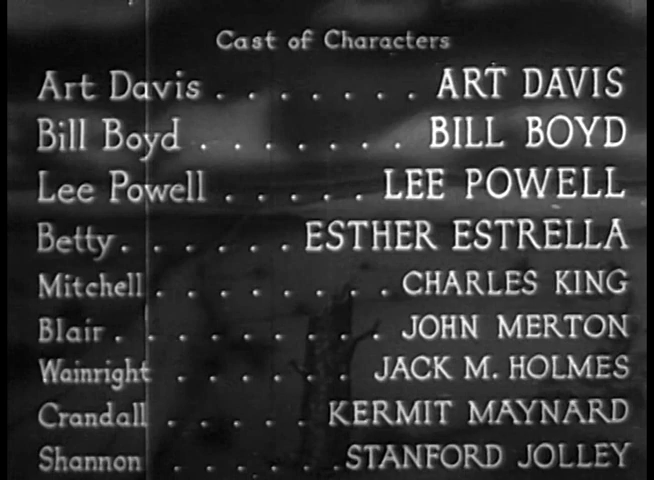 Cast of Characters
Art Davis . . . . . . . ART DAVIS
Bill Boyd . . . . . . . BILL BOYD
Lee Powell . . . . . LEE POWELL
Betty . . . . . . . ESTHER ESTRELLA
Mitchell . . . . . . . . CHARLES KING
Blair . . . . . . . . . JOHN MERTON
Wainright . . . . . . JACK M. HOLMES
Crandall . . . . . KERMIT MAYNARD
Shannon . . . . . . STANFORD JOLLEY